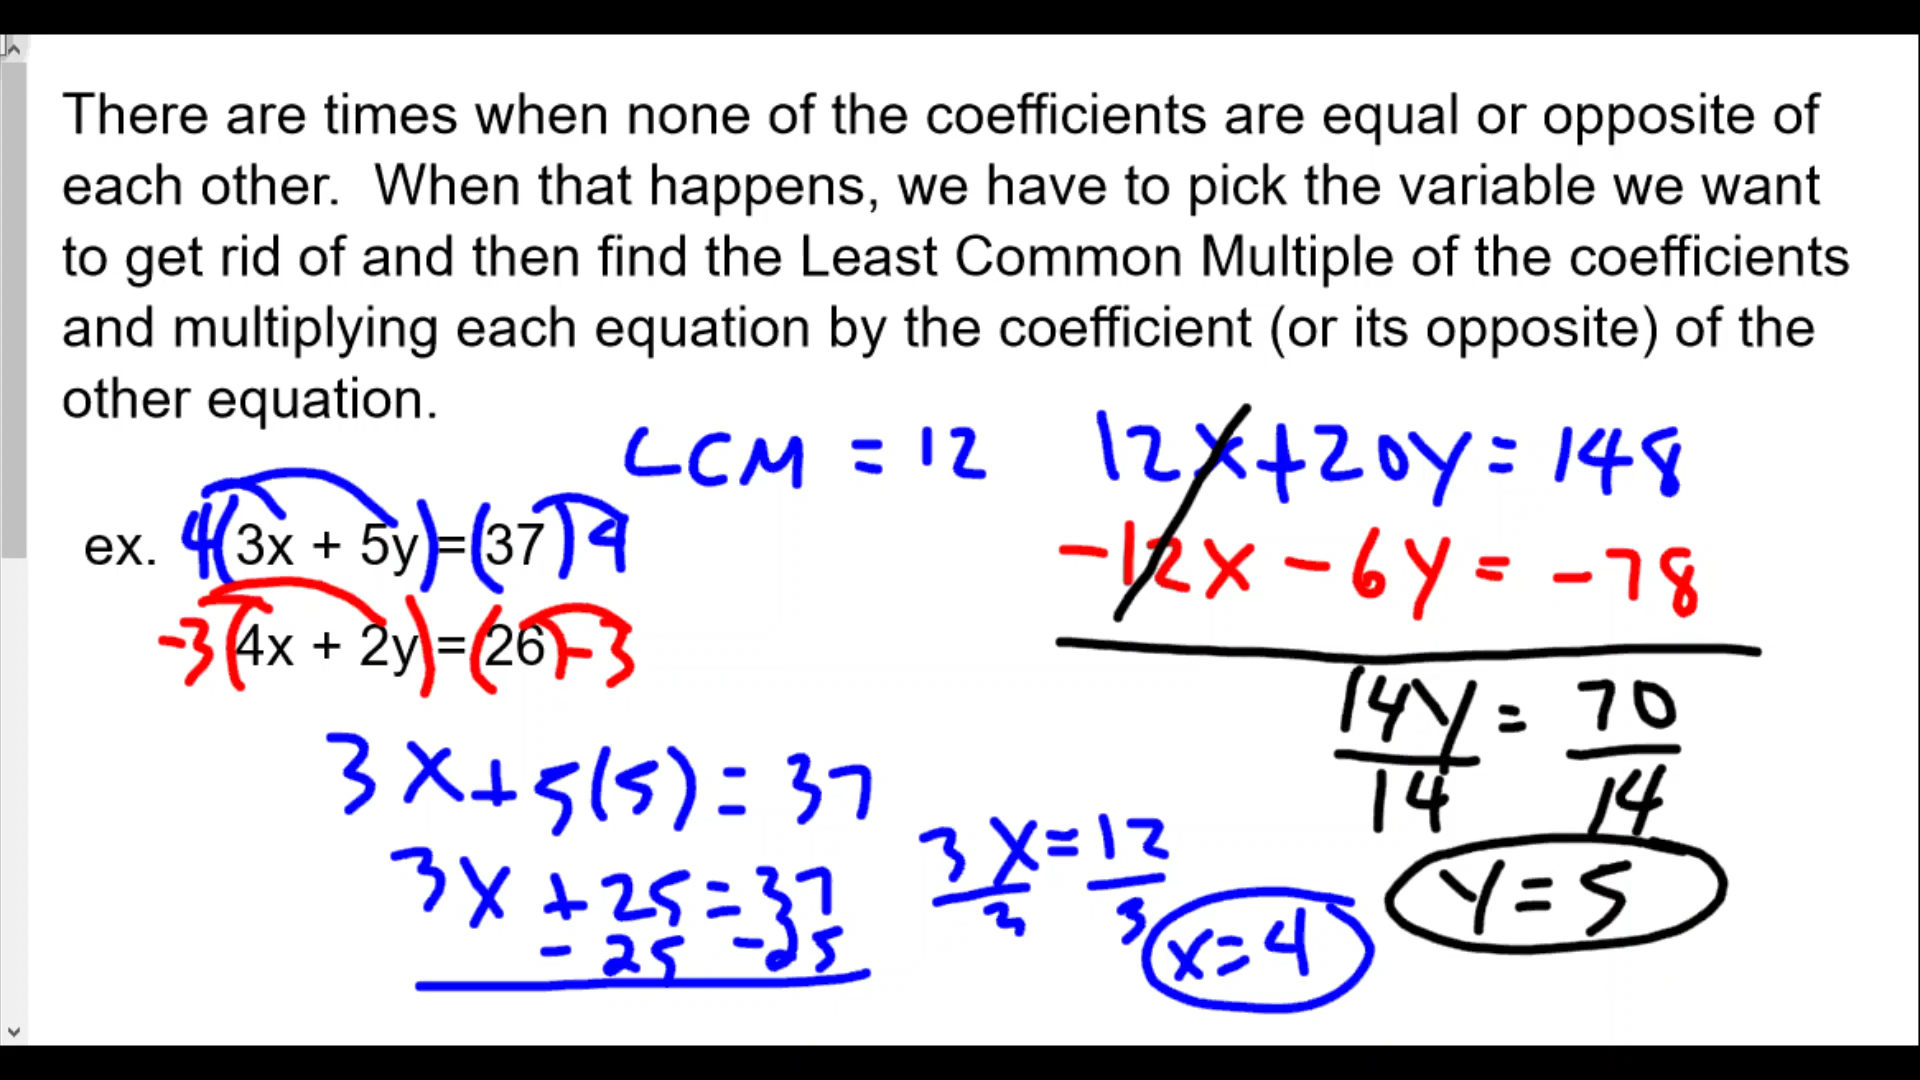 There are times when none of the coefficients are equal or opposite of
each other. When that happens, we have to pick the variable we want
to get rid of and then find the Least Common Multiple of the coefficients
and multiplying each equation by the coefficient (or its opposite) of the
other equation.
LCM = 12
ex. 4(3x + 5y)=(37)4
-3(4x + 2y)=(26)-3
12x+20y=148
-12x-6y=-78
14y = 70
14 14
y=5
3x+5(5)=37
3x+25=37
-25 -25
3x=12
3 3
x=4